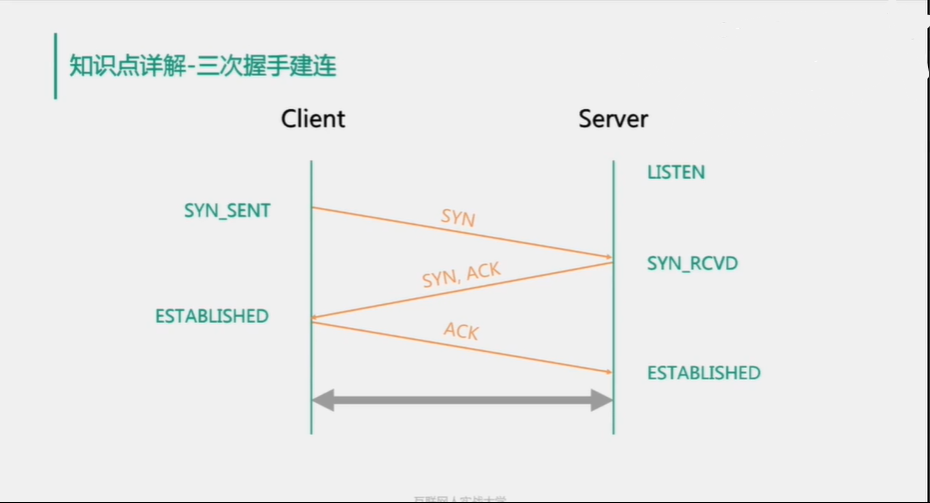 知识点详解-三次握手建连
Client
Server
LISTEN
SYN_SENT
SYN
SYN_RCVD
SYN, ACK
ESTABLISHED
ACK
ESTABLISHED